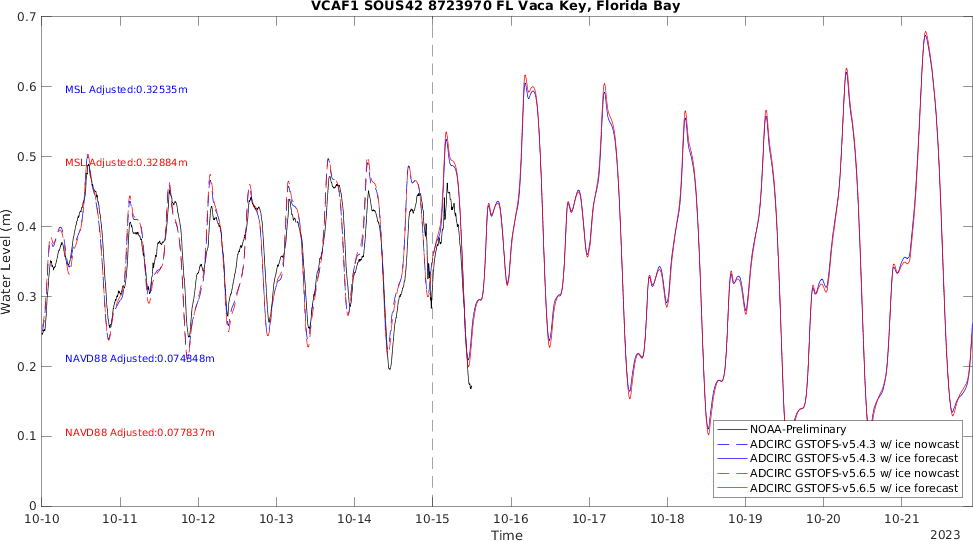 VCAF1 SOUS42 8723970 FL Vaca Key, Florida Bay
0.7
0.6
0.5
0.4
0.3
0.2
0.1
0
Water Level (m)
MSL Adjusted:0.32535m
MSL Adjusted:0.32884m
NAVD88 Adjusted:0.074848m
NAVD88 Adjusted:0.077837m
NOAA-Preliminary
ADCIRC GSTOFS-v5.4.3 w/ ice nowcast
ADCIRC GSTOFS-v5.4.3 w/ ice forecast
ADCIRC GSTOFS-v5.6.5 w/ ice nowcast
ADCIRC GSTOFS-v5.6.5 w/ ice forecast
10-10 10-11 10-12 10-13 10-14 10-15 10-16 10-17 10-18 10-19 10-20 10-21
Time
2023